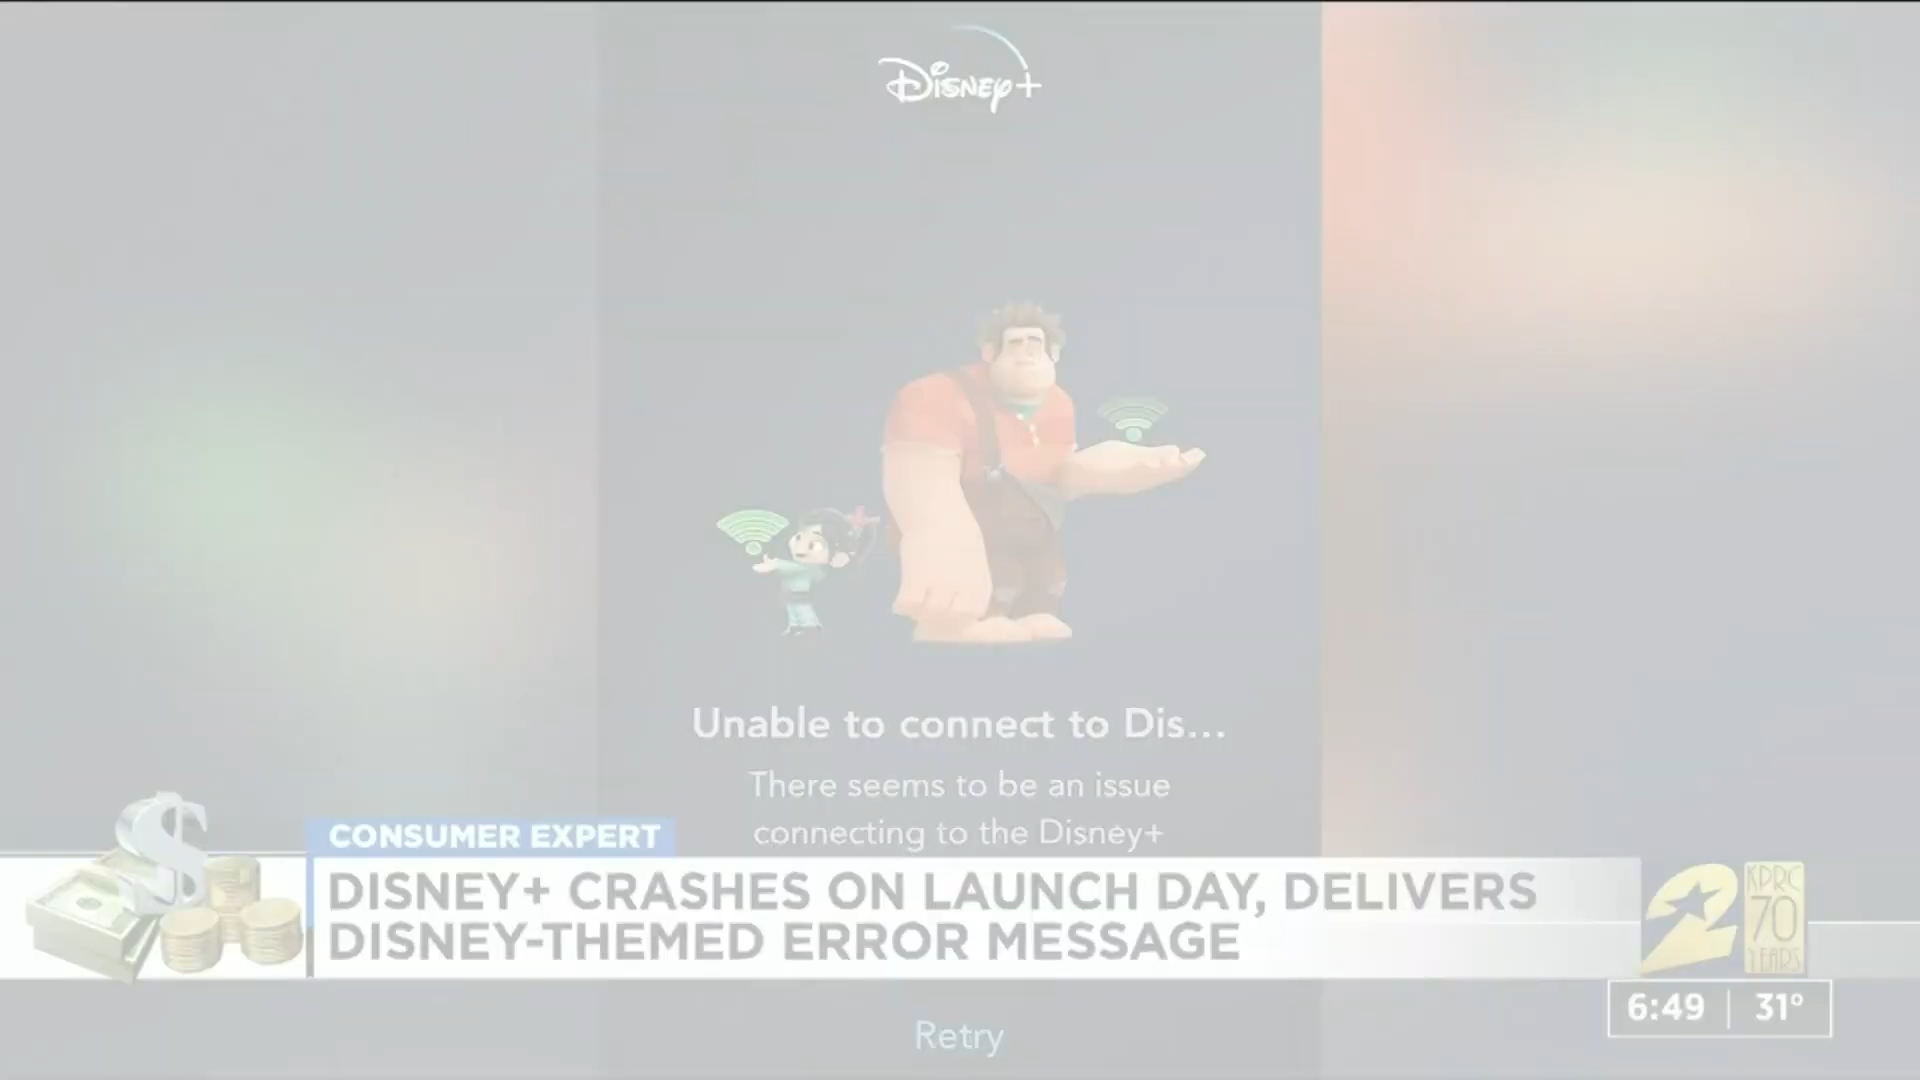 Disney+
Unable to connect to Dis...
There seems to be an issue
connecting to the Disney+
CONSUMER EXPERT
DISNEY+ CRASHES ON LAUNCH DAY, DELIVERS
DISNEY-THEMED ERROR MESSAGE
2
KPRC
70
YEARS
6:49 | 31°
Retry